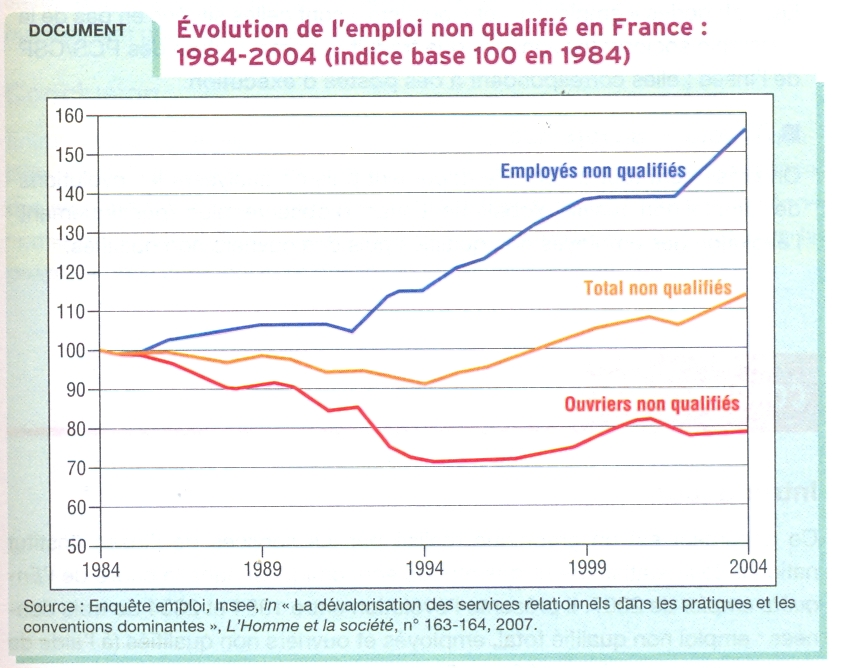 DOCUMENT
Évolution de l'emploi non qualifié en France :
1984-2004 (indice base 100 en 1984)
160
150
140
130
120
110
100
90
80
70
60
50
Employés non qualifiés
Total non qualifiés
Ouvriers non qualifiés
1984 1989 1994 1999 2004
Source : Enquête emploi, Insee, in « La dévalorisation des services relationnels dans les pratiques et les
conventions dominantes », L'Homme et la société, n° 163-164, 2007.